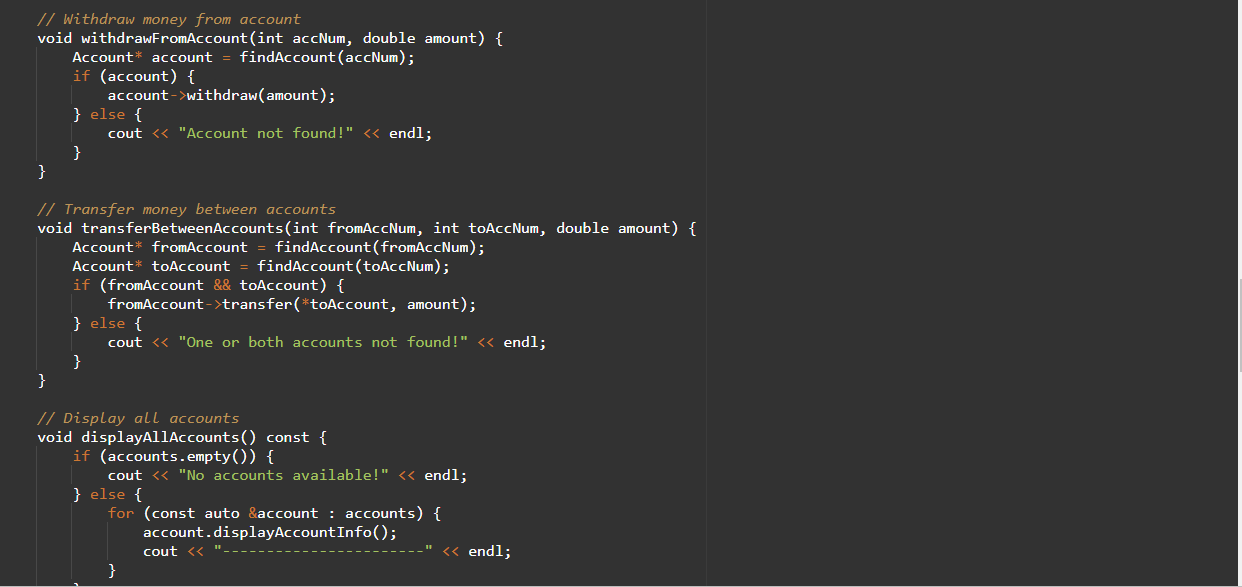 // Withdraw money from account
void withdrawFromAccount(int accNum, double amount) {
    Account* account = findAccount(accNum);
    if (account) {
        account->withdraw(amount);
    } else {
        cout << "Account not found!" << endl;
    }
}

// Transfer money between accounts
void transferBetweenAccounts(int fromAccNum, int toAccNum, double amount) {
    Account* fromAccount = findAccount(fromAccNum);
    Account* toAccount = findAccount(toAccNum);
    if (fromAccount && toAccount) {
        fromAccount->transfer(*toAccount, amount);
    } else {
        cout << "One or both accounts not found!" << endl;
    }
}

// Display all accounts
void displayAllAccounts() const {
    if (accounts.empty()) {
        cout << "No accounts available!" << endl;
    } else {
        for (const auto &account : accounts) {
            account.displayAccountInfo();
            cout << "-----------------------" << endl;
        }
    }